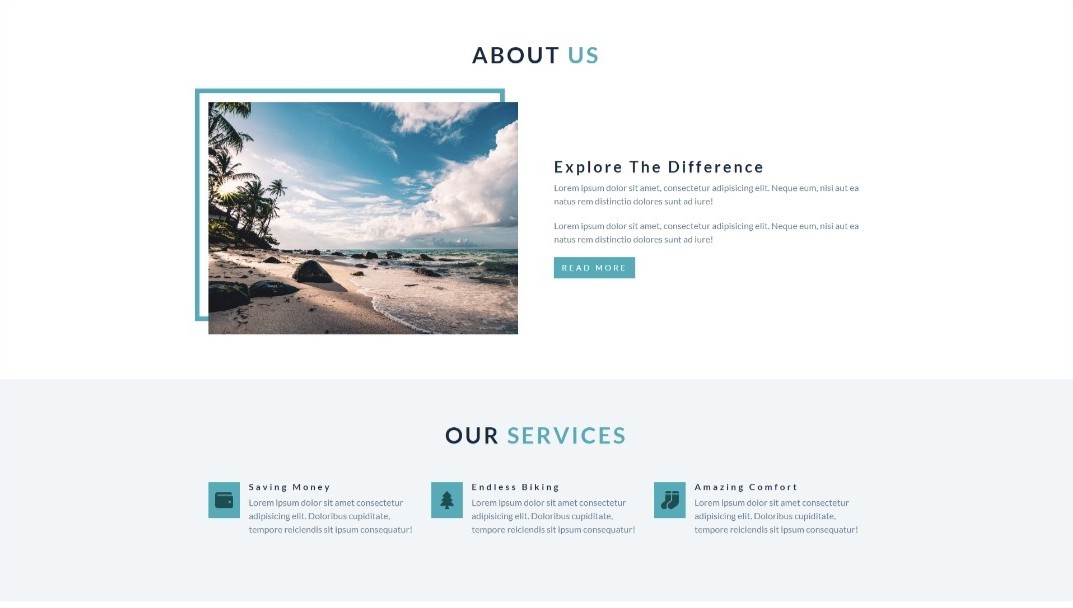 ABOUT US
Explore The Difference
Lorem ipsum dolor sit amet, consectetur adipisicing elit. Neque eum, nisi aut ea
natus rem distinctio dolores sunt ad iure!
Lorem ipsum dolor sit amet, consectetur adipisicing elit. Neque eum, nisi aut ea
natus rem distinctio dolores sunt ad iure!
READ MORE
OUR SERVICES
Saving Money
Lorem ipsum dolor sit amet consectetur
adipisicing elit. Doloribus cupiditate,
tempore reiciendis sit ipsum consequatur!
Endless Biking
Lorem ipsum dolor sit amet consectetur
adipisicing elit. Doloribus cupiditate,
tempore reiciendis sit ipsum consequatur!
Amazing Comfort
Lorem ipsum dolor sit amet consectetur
adipisicing elit. Doloribus cupiditate,
tempore reiciendis sit ipsum consequatur!